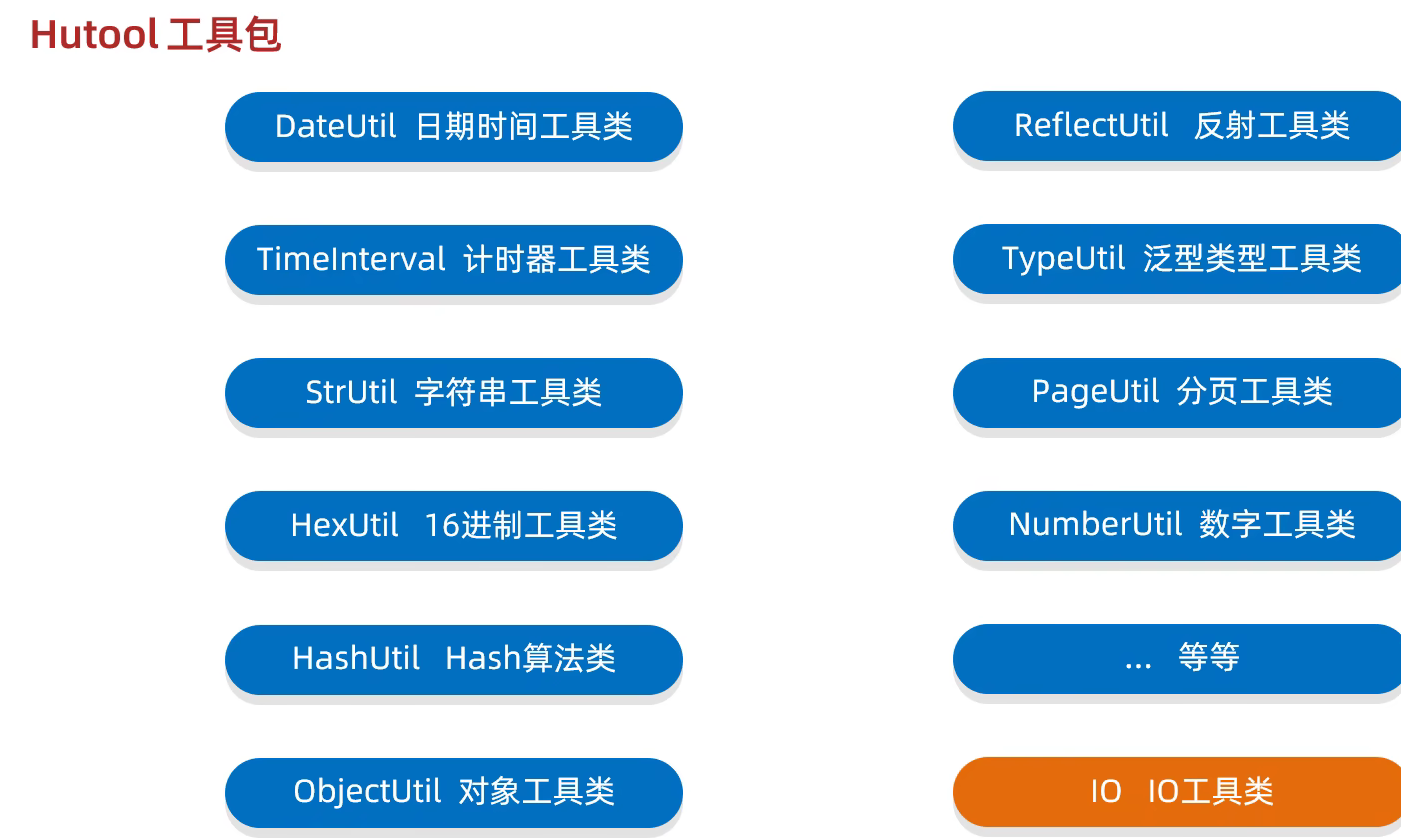 Hutool 工具包
DateUtil 日期时间工具类
ReflectUtil 反射工具类
TimeInterval 计时器工具类
TypeUtil 泛型类型工具类
StrUtil 字符串工具类
PageUtil 分页工具类
HexUtil 16进制工具类
NumberUtil 数字工具类
HashUtil Hash算法类
... 等等
ObjectUtil 对象工具类
IO IO工具类